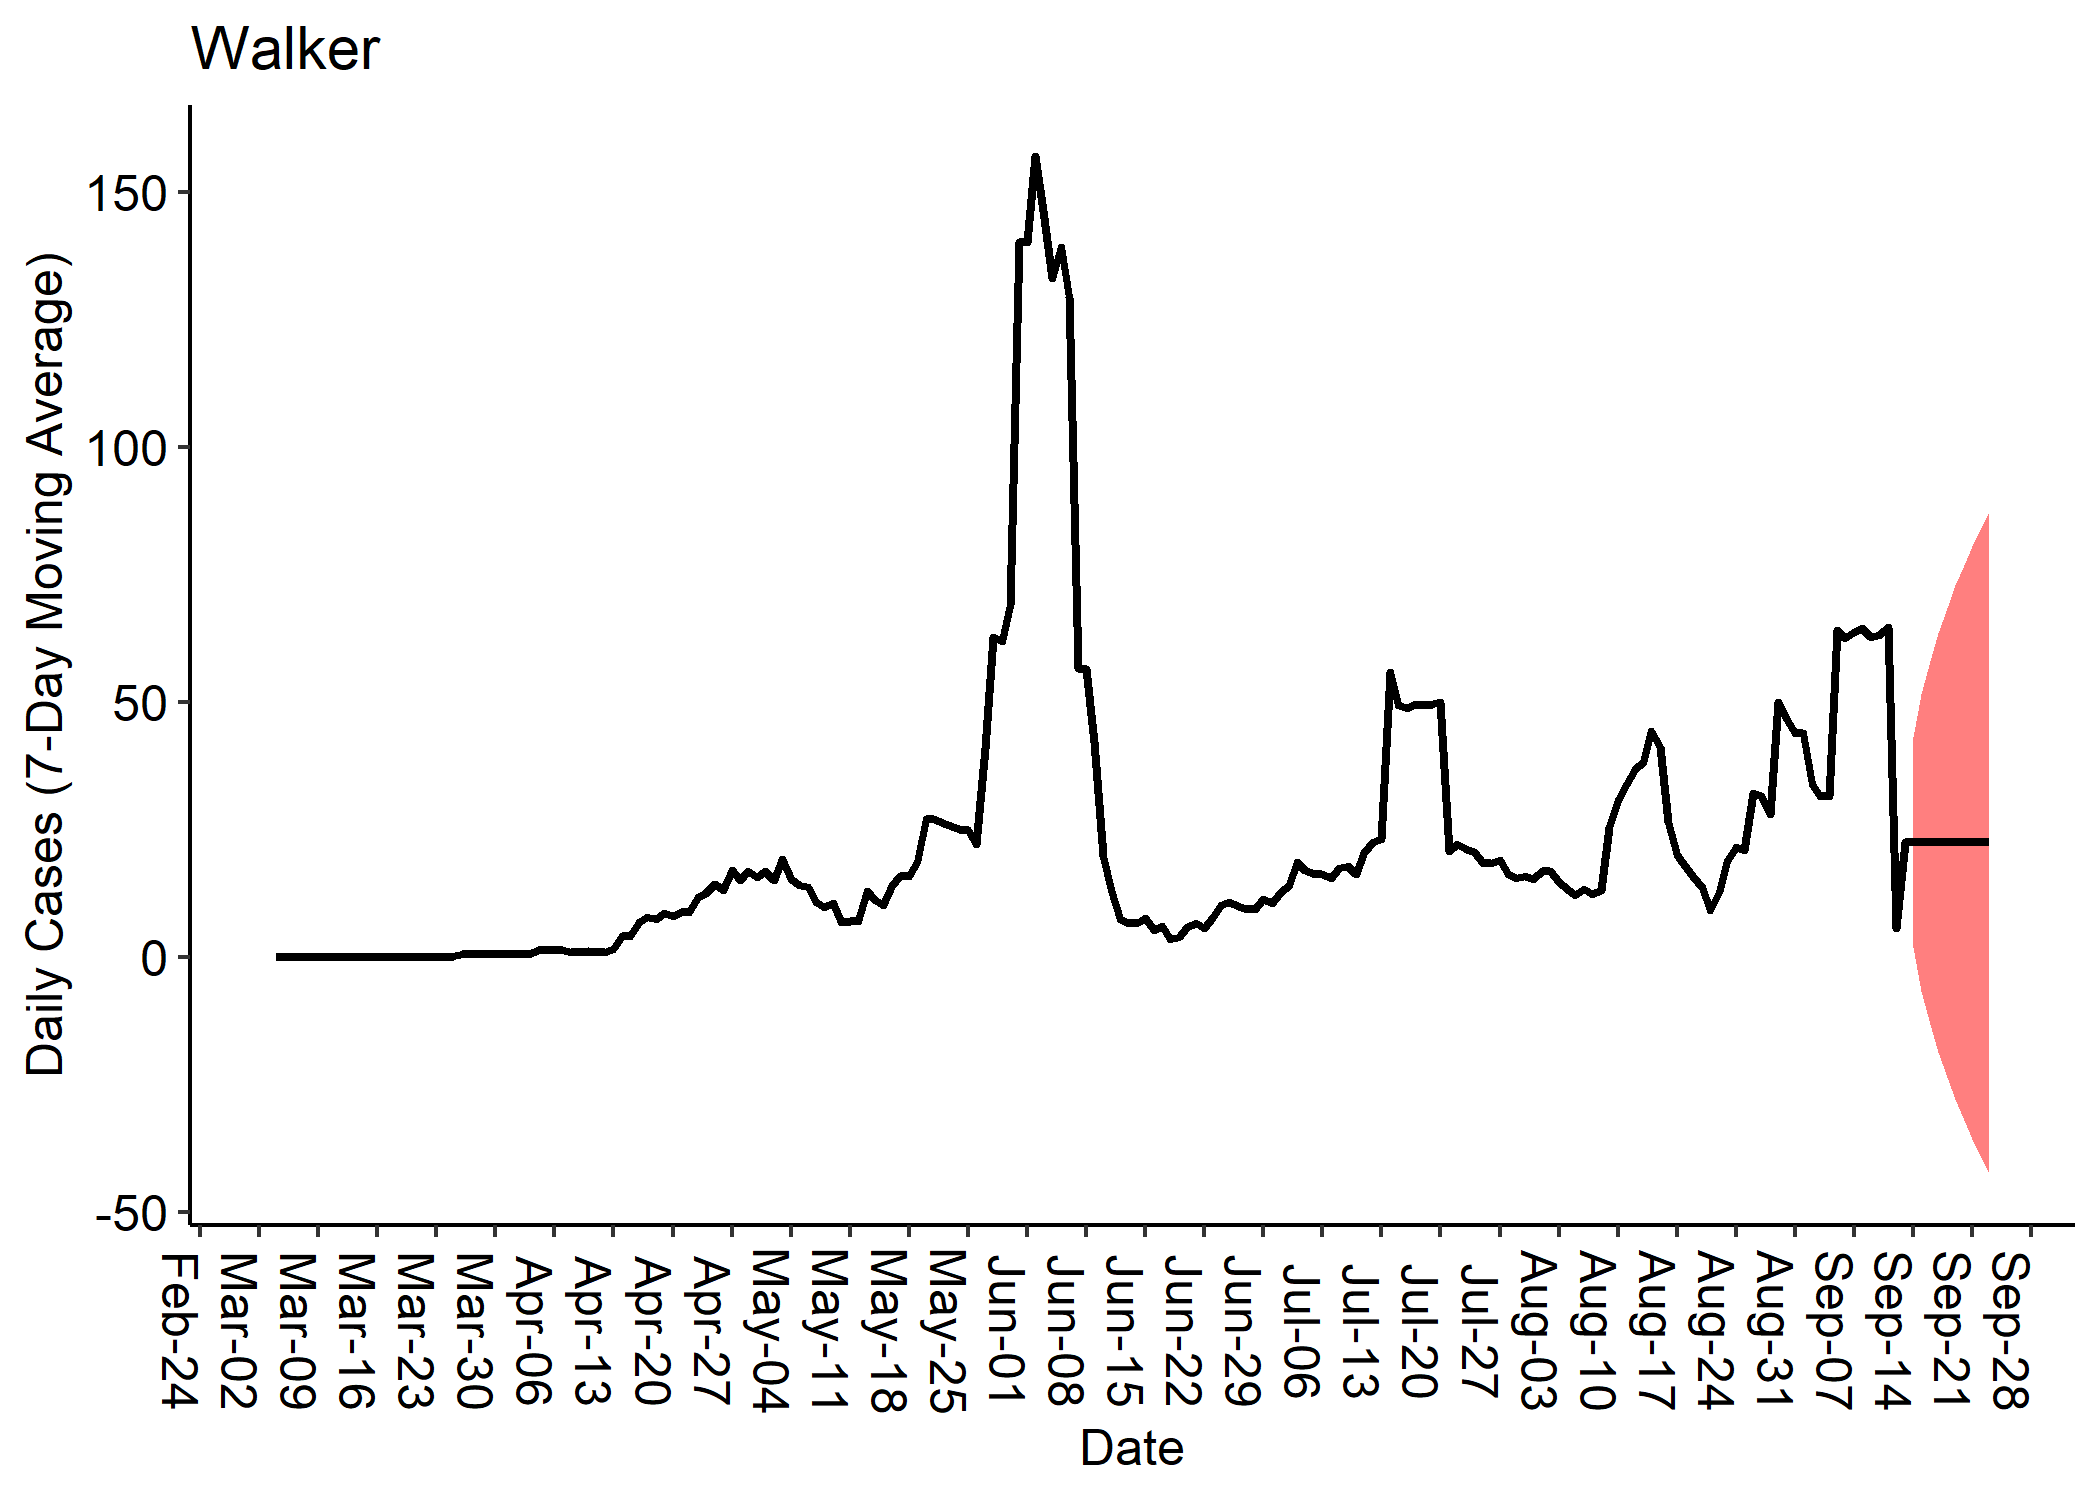 Walker
Daily Cases (7-Day Moving Average)
150
100
50
0
-50
Feb-24
Mar-02
Mar-09
Mar-16
Mar-23
Mar-30
Apr-06
Apr-13
Apr-20
Apr-27
May-04
May-11
May-18
May-25
Jun-01
Jun-08
Jun-15
Jun-22
Jun-29
Jul-06
Jul-13
Jul-20
Jul-27
Aug-03
Aug-10
Aug-17
Aug-24
Aug-31
Sep-07
Sep-14
Sep-21
Sep-28
Date